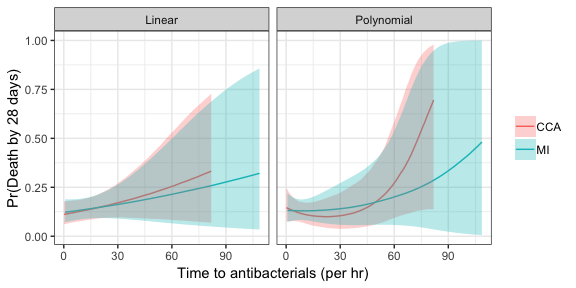 Linear
Polynomial
1.00
0.75
0.50
0.25
0.00
Pr(Death by 28 days)
0 30 60 90
0 30 60 90
Time to antibacterials (per hr)
CCA
MI